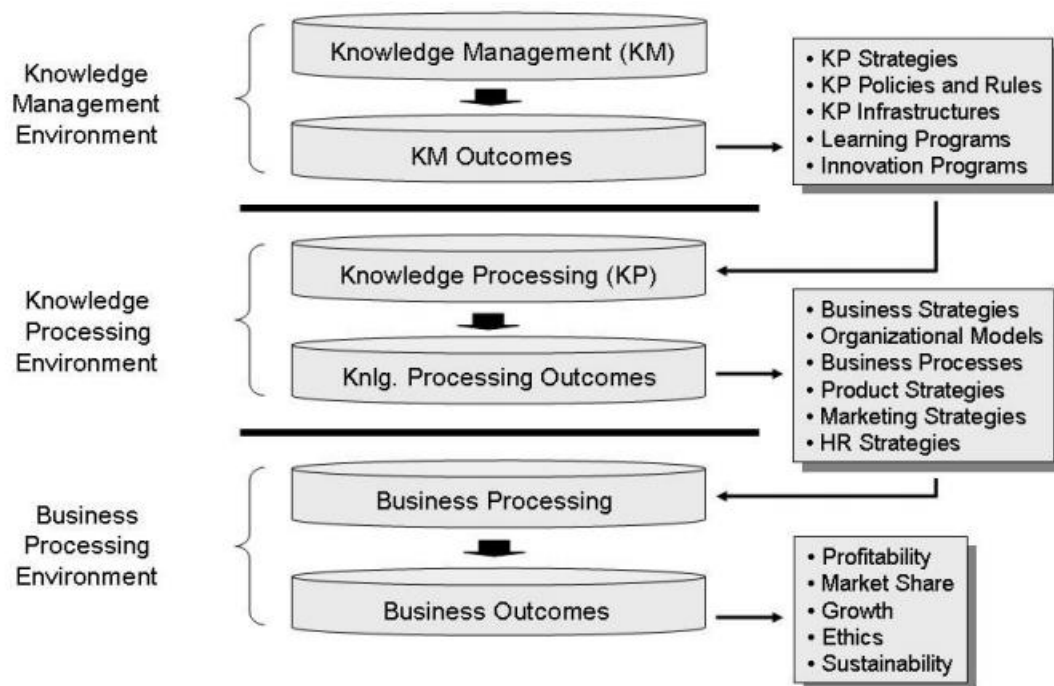 Knowledge
Management
Environment
Knowledge Management (KM)
KM Outcomes
• KP Strategies
• KP Policies and Rules
• KP Infrastructures
• Learning Programs
• Innovation Programs
Knowledge
Processing
Environment
Knowledge Processing (KP)
Knlg. Processing Outcomes
• Business Strategies
• Organizational Models
• Business Processes
• Product Strategies
• Marketing Strategies
• HR Strategies
Business
Processing
Environment
Business Processing
Business Outcomes
• Profitability
• Market Share
• Growth
• Ethics
• Sustainability